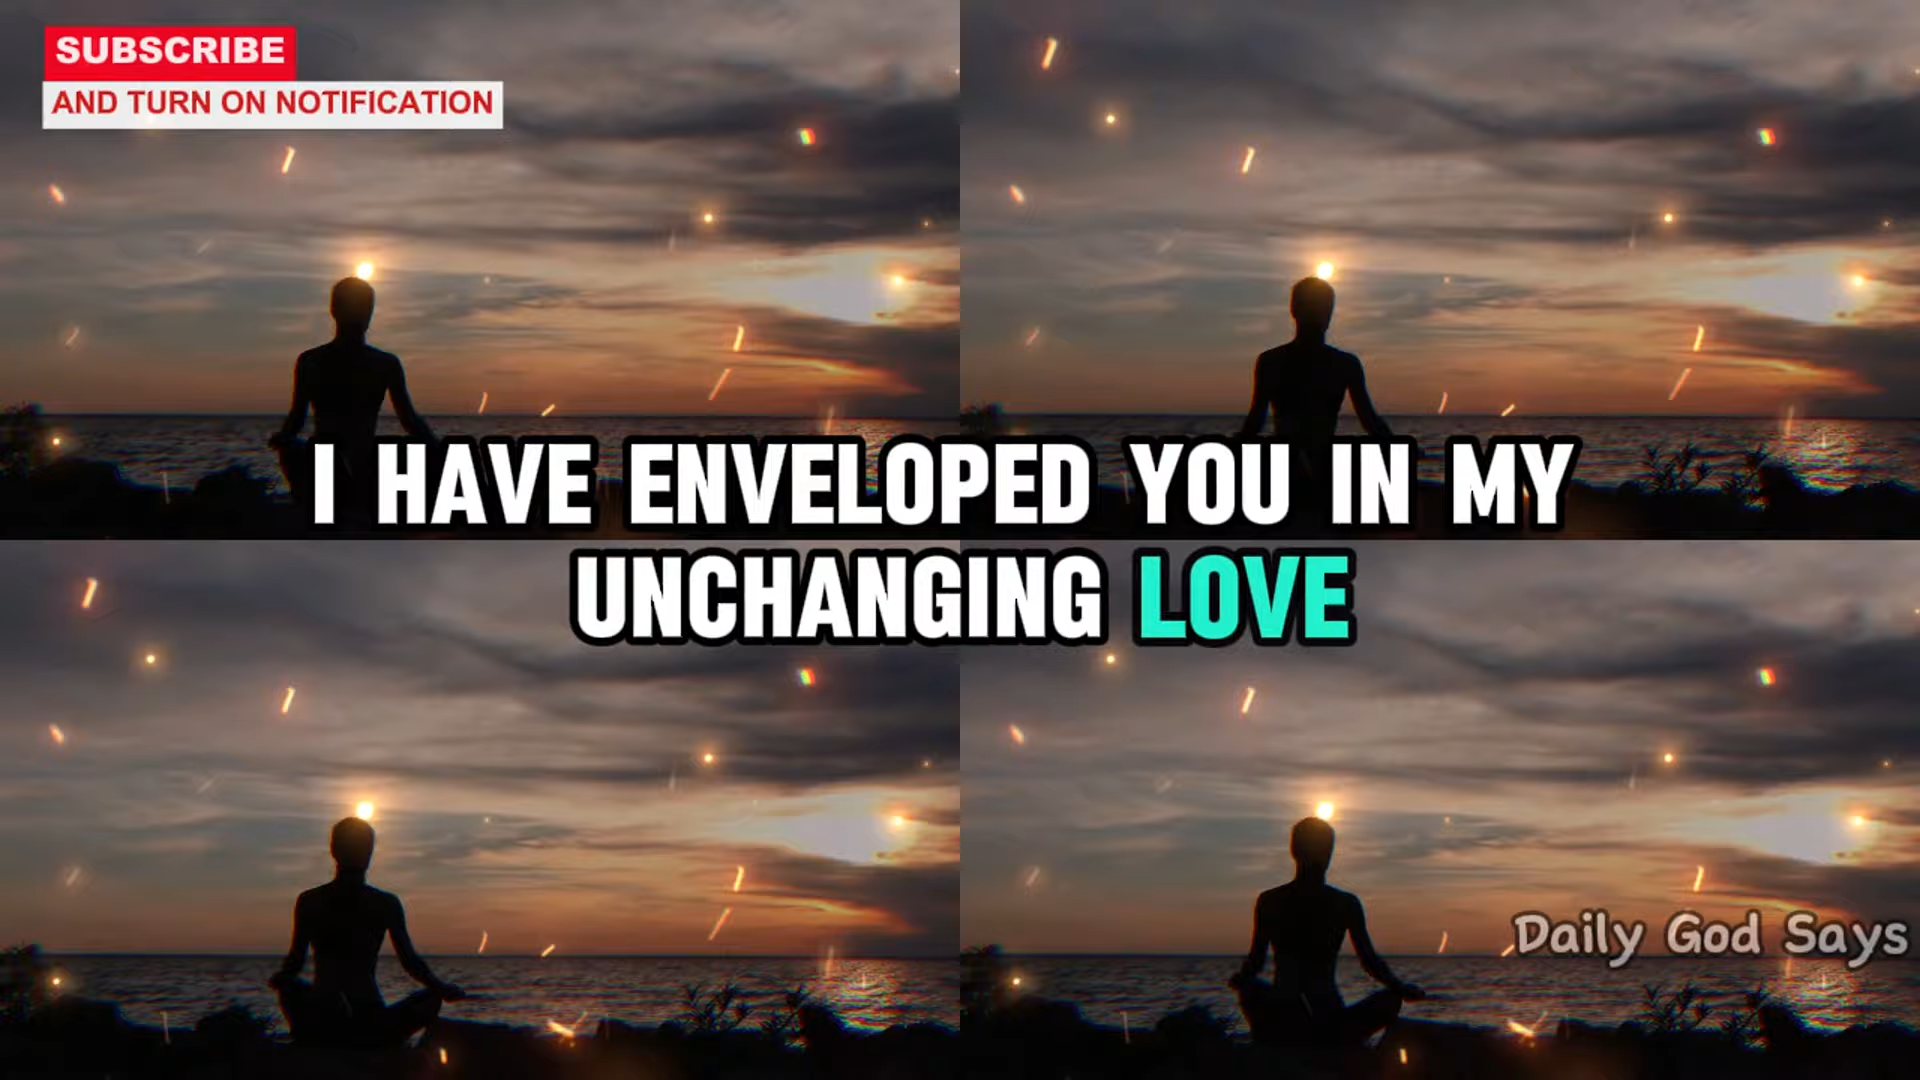 SUBSCRIBE
AND TURN ON NOTIFICATION
I HAVE ENVELOPED YOU IN MY
UNCHANGING LOVE
Daily God Says